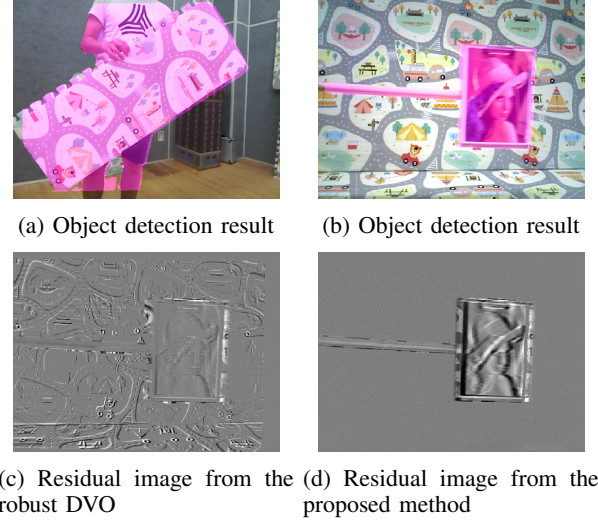 (a) Object detection result
(b) Object detection result
(c) Residual image from the
robust DVO
(d) Residual image from the
proposed method